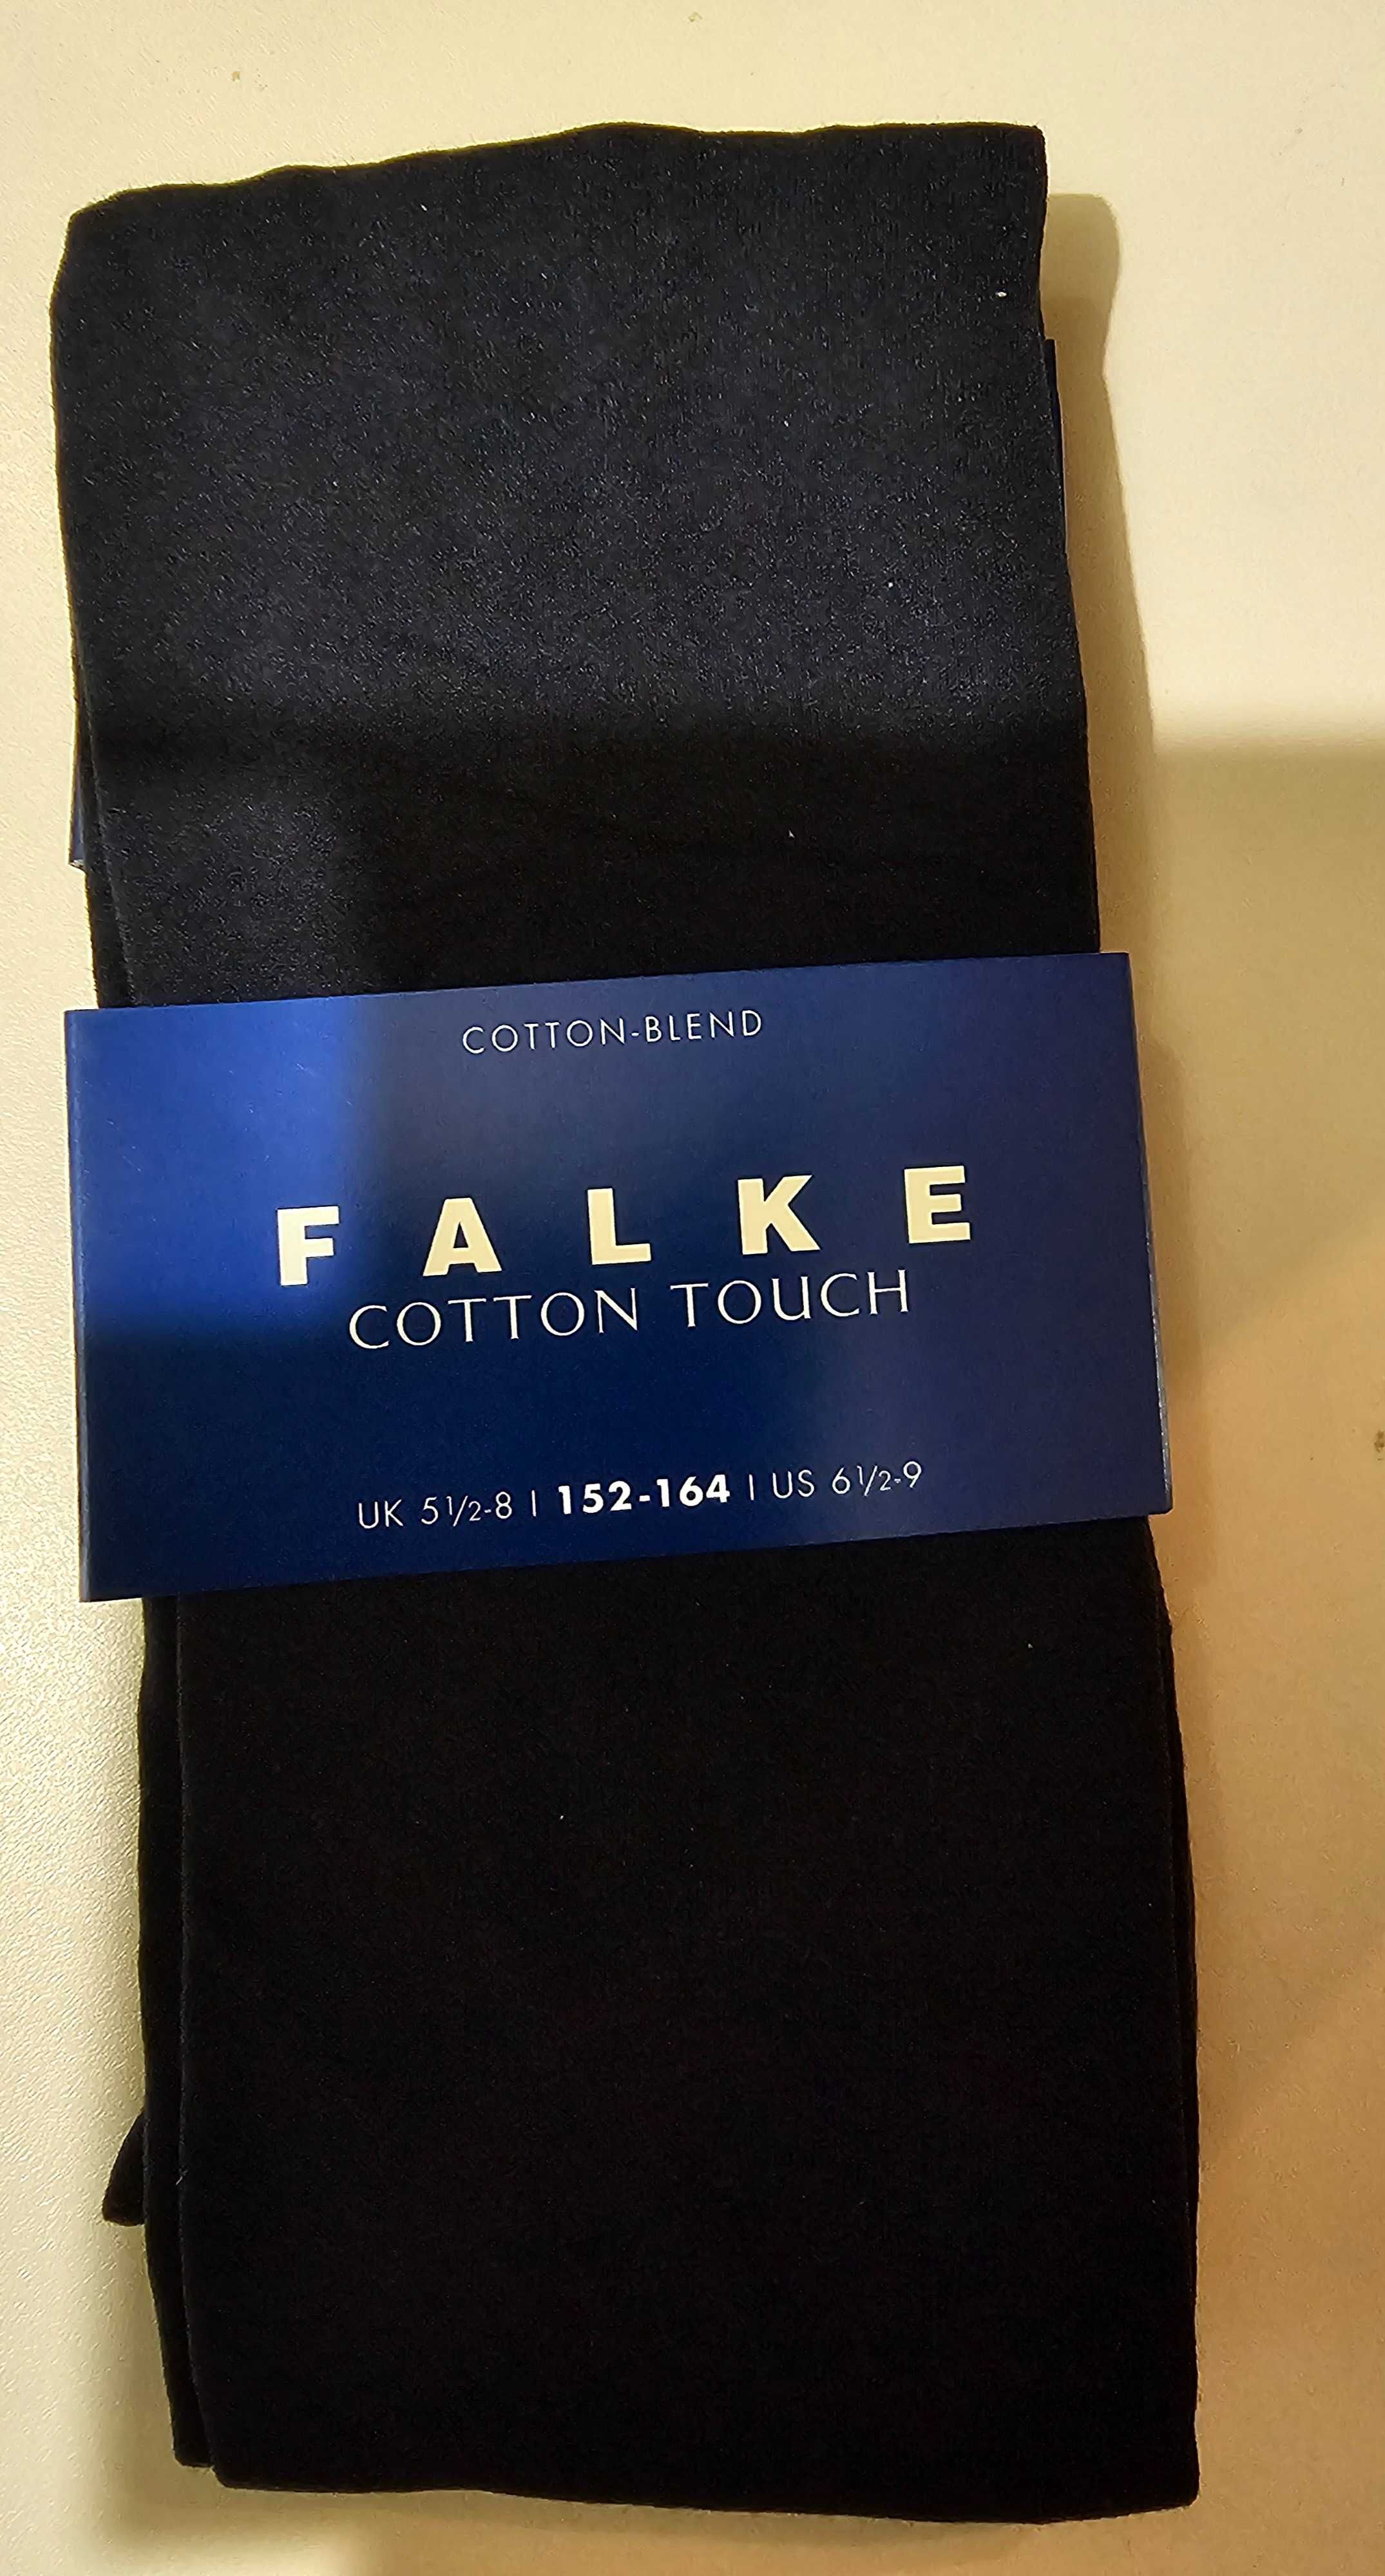 COTTON-BLEND
FALKE
COTTON TOUCH
UK 5½-8 | 152-164 | US 6½-9